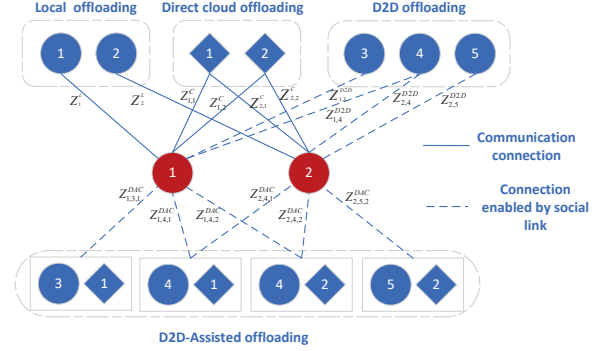 Local offloading
Direct cloud offloading
D2D offloading
1
2
1
2
3
4
5
Z_1^L
Z_2^L
Z_{1,1}^C
Z_{1,2}^C
Z_{2,1}^C
Z_{2,2}^C
Z_{1,3}^{D2D}
Z_{1,4}^{D2D}
Z_{2,4}^{D2D}
Z_{2,5}^{D2D}
Communication
connection
1
2
Z_{1,3,1}^{DAC}
Z_{1,4,1}^{DAC}
Z_{1,4,2}^{DAC}
Z_{2,4,1}^{DAC}
Z_{2,4,2}^{DAC}
Z_{2,5,2}^{DAC}
Connection
enabled by social
link
3
1
4
1
4
2
5
2
D2D-Assisted offloading